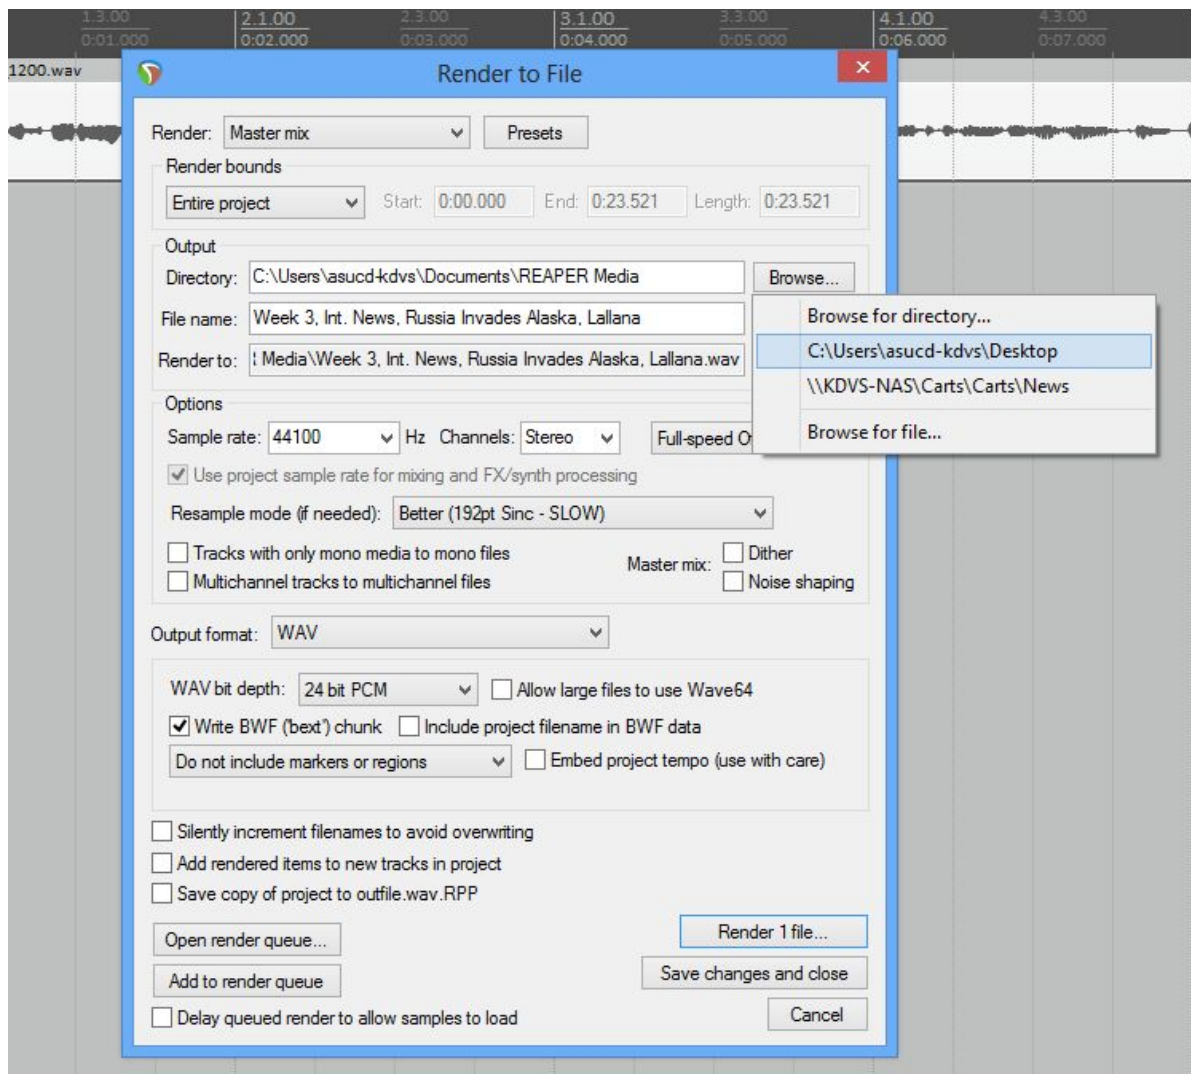 1.3.00 2.1.00 2.3.00 3.1.00 3.3.00 4.1.00 4.3.00
0:01.000 0:02.000 0:03.000 0:04.000 0:05.000 0:06.000 0:07.000
1200.wav
Render to File
Render: Master mix Presets
Render bounds
Entire project Start: 0:00.000 End: 0:23.521 Length: 0:23.521
Output
Directory: C:\Users\asucd-kdvs\Documents\REAPER Media Browse...
File name: Week 3, Int. News, Russia Invades Alaska, Lallana
Render to: Media\Week 3, Int. News, Russia Invades Alaska, Lallana.wav
Browse for directory...
C:\Users\asucd-kdvs\Desktop
\\KDVS-NAS\Carts\Carts\News
Browse for file...
Options
Sample rate: 44100 Hz Channels: Stereo Full-speed O
Use project sample rate for mixing and FX/synth processing
Resample mode (if needed): Better (192pt Sinc - SLOW)
Tracks with only mono media to mono files
Multichannel tracks to multichannel files
Master mix: Dither
Noise shaping
Output format: WAV
WAV bit depth: 24 bit PCM Allow large files to use Wave64
Write BWF ('bext') chunk Include project filename in BWF data
Do not include markers or regions Embed project tempo (use with care)
Silently increment filenames to avoid overwriting
Add rendered items to new tracks in project
Save copy of project to outfile.wav.RPP
Open render queue... Render 1 file...
Add to render queue Save changes and close
Delay queued render to allow samples to load Cancel